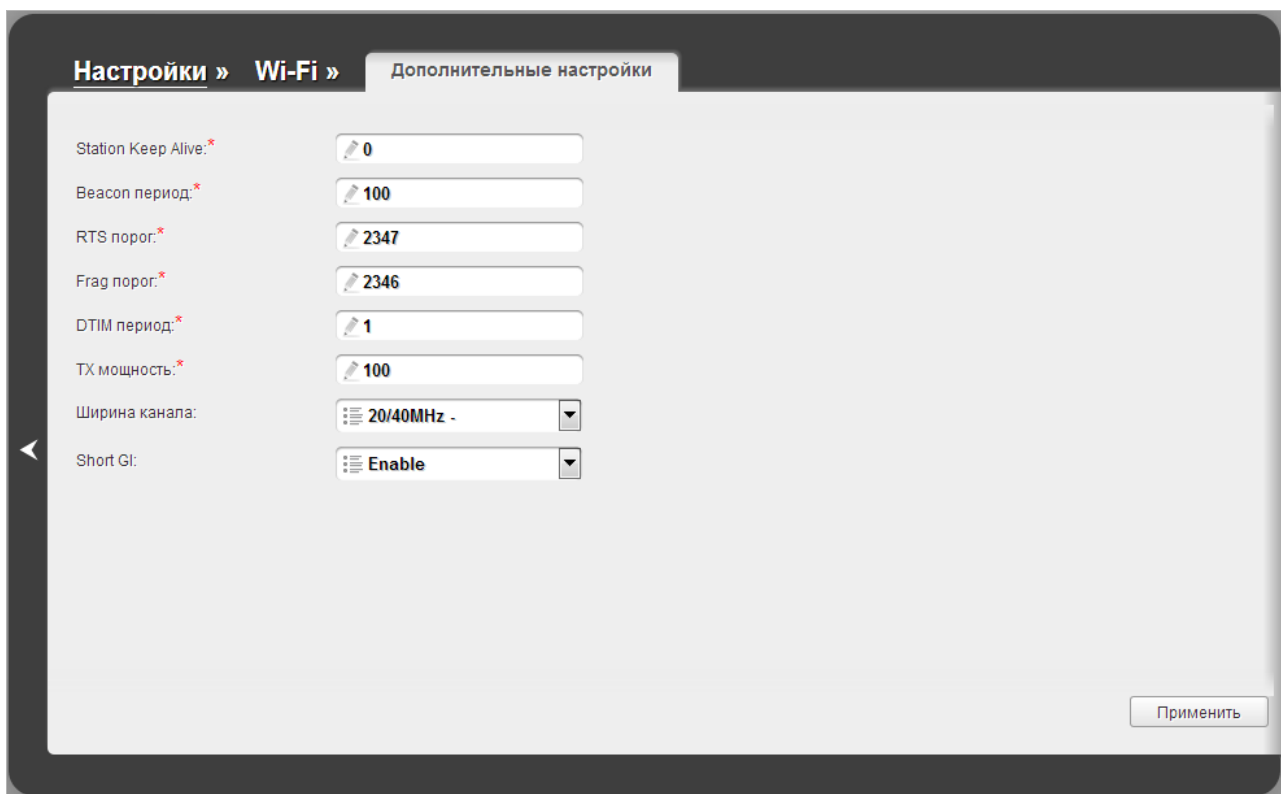 Настройки » Wi-Fi » Дополнительные настройки
Station Keep Alive:* 0
Beacon период:* 100
RTS порог:* 2347
Frag порог:* 2346
DTIM период:* 1
TX мощность:* 100
Ширина канала: 20/40MHz -
Short GI: Enable
Применить